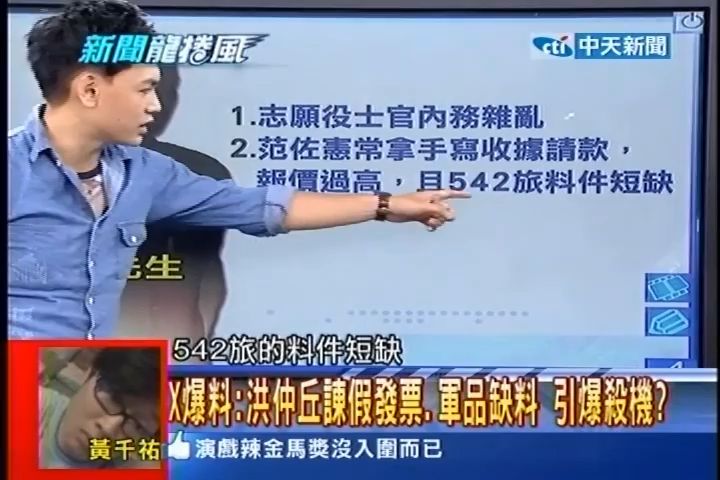 新聞龍捲風
cti 中天新聞
1.志願役士官內務雜亂
2.范佐憲常拿手寫收據請款，
報價過高，且542旅料件短缺
先生
542旅的料件短缺
X爆料:洪仲丘諫假發票.軍品缺料 引爆殺機?
黃千祐
演戲辣金馬獎沒入圍而已